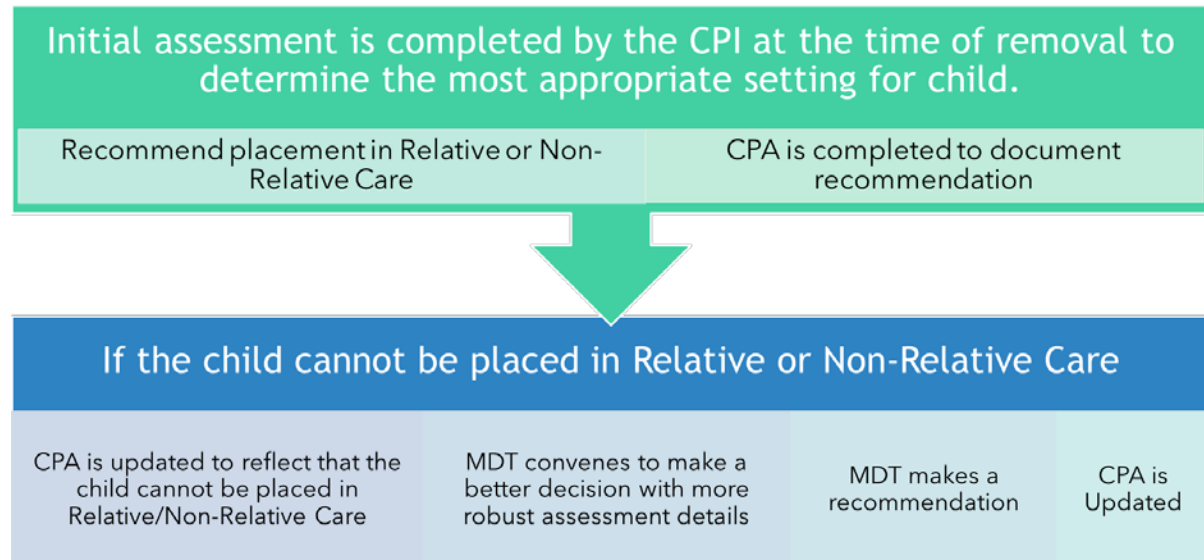 Initial assessment is completed by the CPI at the time of removal to
determine the most appropriate setting for child.
Recommend placement in Relative or Non-
Relative Care
CPA is completed to document
recommendation
If the child cannot be placed in Relative or Non-Relative Care
CPA is updated to reflect that the
child cannot be placed in
Relative/Non-Relative Care
MDT convenes to make a
better decision with more
robust assessment details
MDT makes a
recommendation
CPA is
Updated